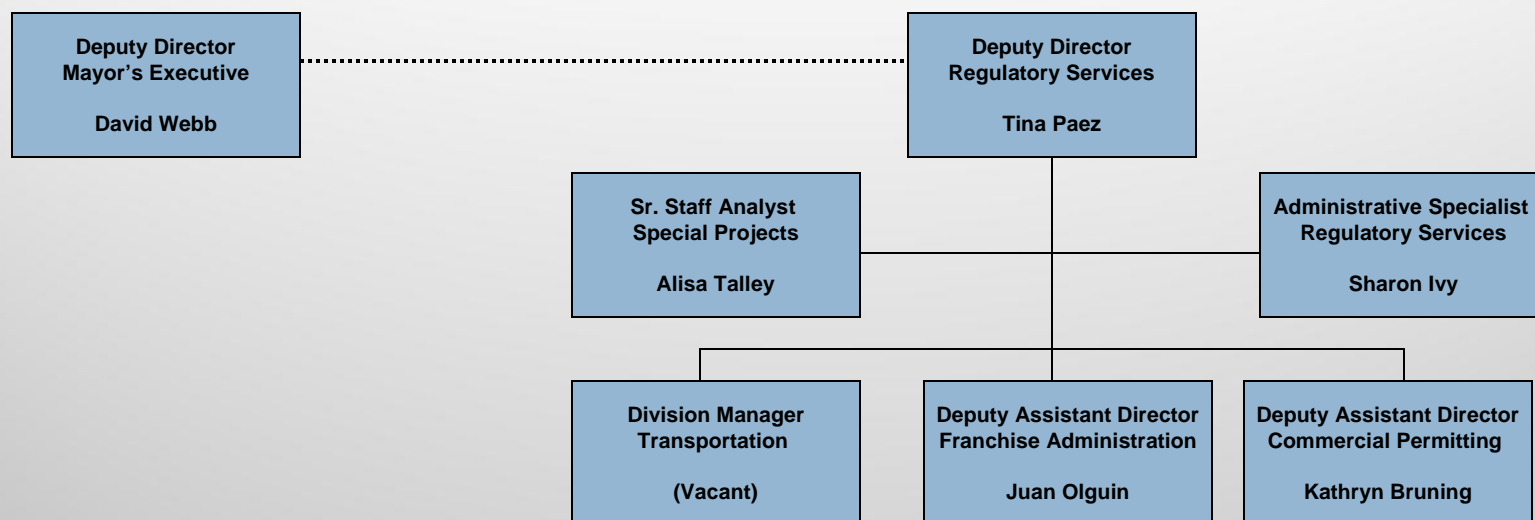 Deputy Director
Mayor’s Executive
David Webb
Deputy Director
Regulatory Services
Tina Paez
Sr. Staff Analyst
Special Projects
Alisa Talley
Administrative Specialist
Regulatory Services
Sharon Ivy
Division Manager
Transportation
(Vacant)
Deputy Assistant Director
Franchise Administration
Juan Olguin
Deputy Assistant Director
Commercial Permitting
Kathryn Bruning